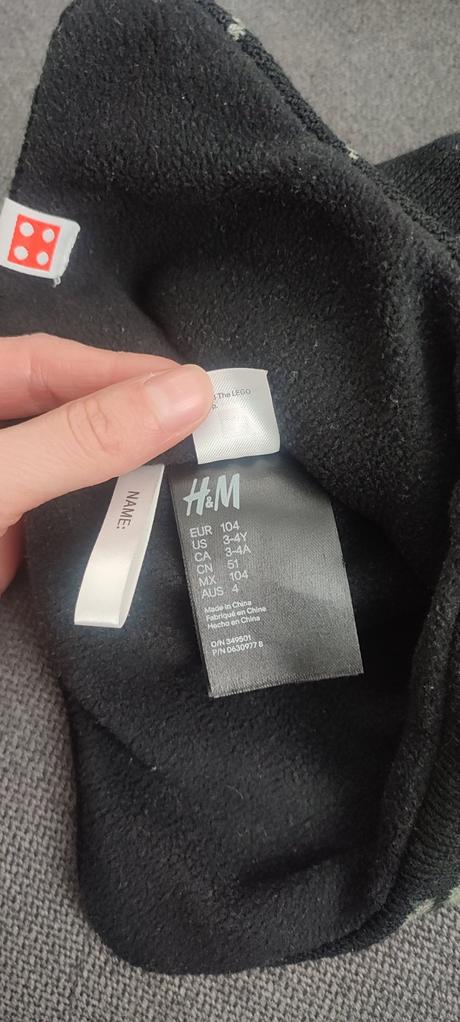 The LEGO
p.
NAME:
H&M
EUR 104
US 3-4Y
CA 3-4A
CN 51
MX 104
AUS 4
Made in China
Fabriqué en Chine
Hecho en China
O/N 349501
P/N 0630977 B